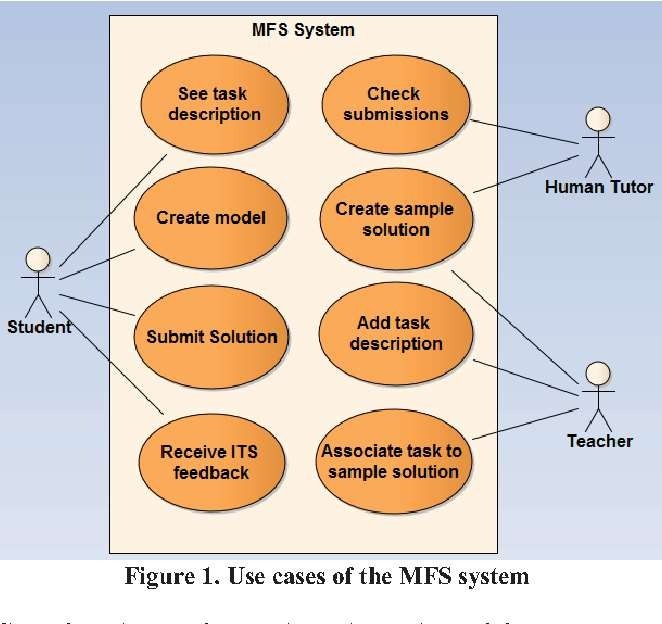 MFS System
See task
description
Check
submissions
Human Tutor
Create model
Create sample
solution
Student
Submit Solution
Add task
description
Teacher
Receive ITS
feedback
Associate task to
sample solution
Figure 1. Use cases of the MFS system